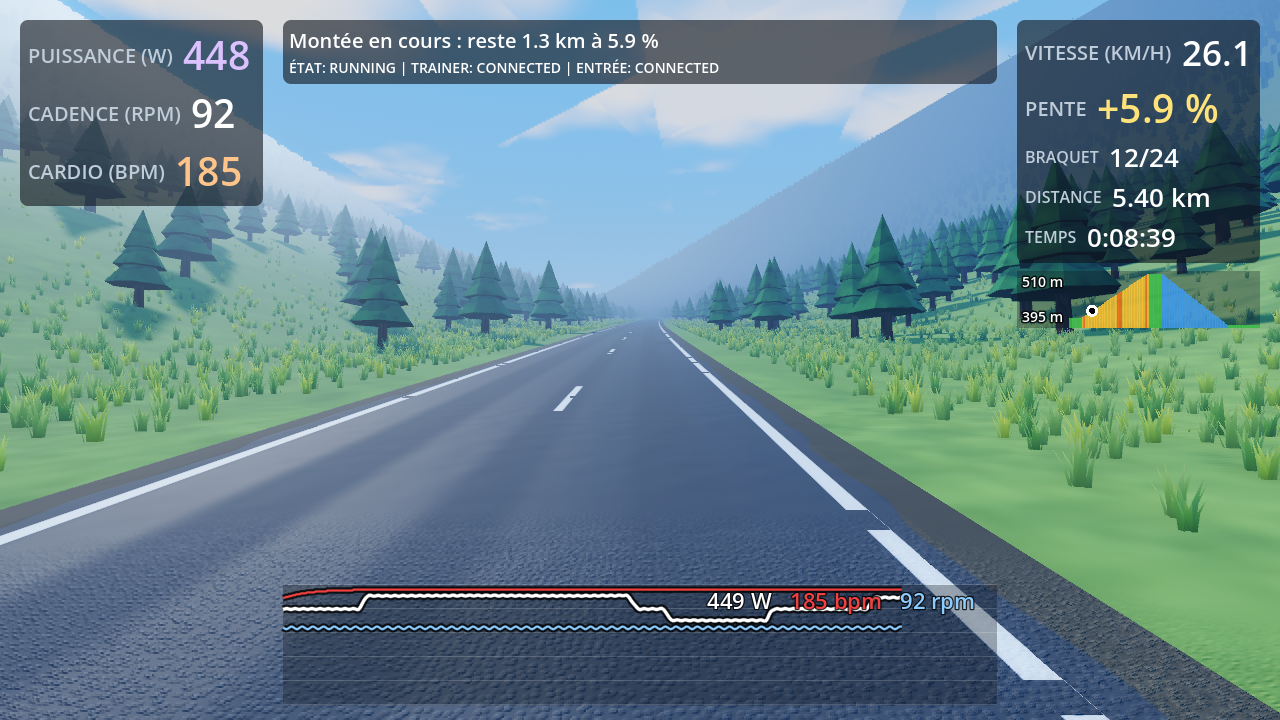 PUISSANCE (W) 448
CADENCE (RPM) 92
CARDIO (BPM) 185
Montée en cours : reste 1.3 km à 5.9 %
ÉTAT: RUNNING | TRAINER: CONNECTED | ENTRÉE: CONNECTED
VITESSE (KM/H) 26.1
PENTE +5.9 %
BRAQUET 12/24
DISTANCE 5.40 km
TEMPS 0:08:39
510 m
395 m
449 W 185 bpm 92 rpm